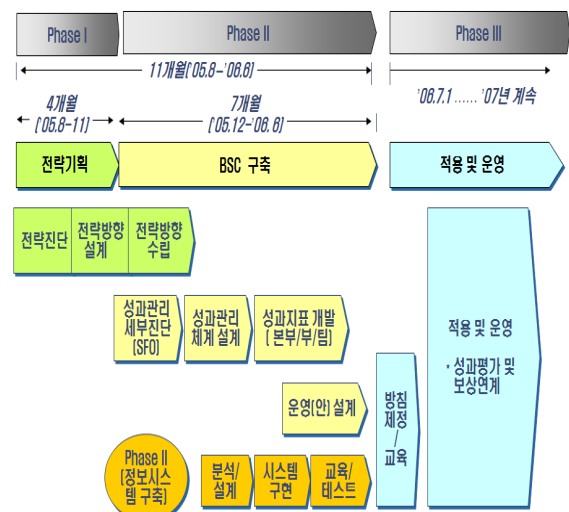 Phase I
Phase II
Phase III
11개월('05.8-'06.6)
4개월
('05.8-11)
7개월
('05.12-'06. 6)
'06.7.1 ...... '07년 계속
전략기획
BSC 구축
적용 및 운영
전략진단
전략방향
설계
전략방향
수립
성과관리
세부진단
(SFO)
성과관리
체계 설계
성과지표 개발
( 본부/부/팀)
적용 및 운영
* 성과평가 및
보상연계
운영(안) 설계
방침
제정
/
교육
Phase II
(정보시스
템 구축)
분석/
설계
시스템
구현
교육/
테스트